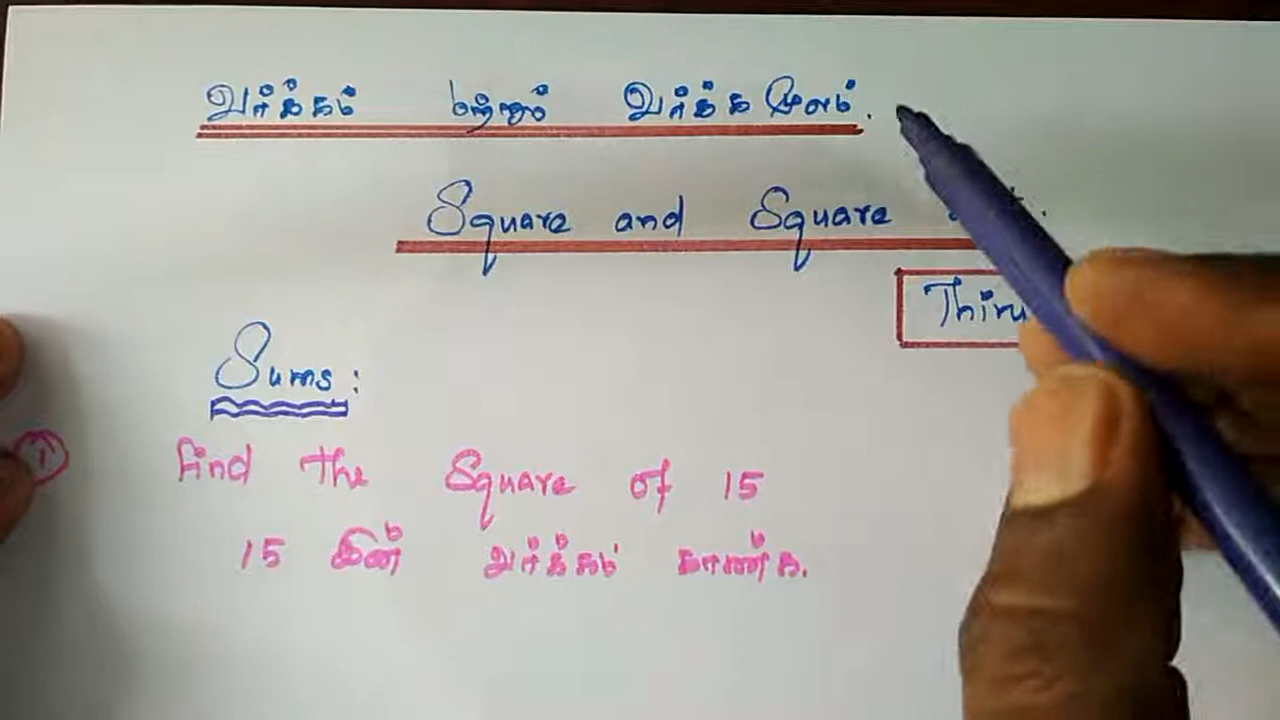 வர்க்கம் மற்றும் வர்க்க மூலம்.
Square and Square
Thiru
Sums:
① Find the Square of 15
15 இன் வர்க்கம் காண்க.